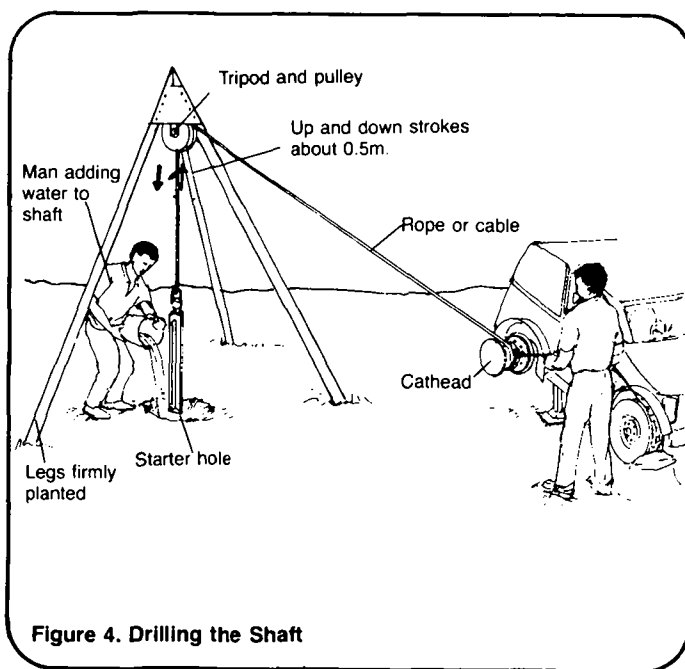 Tripod and pulley
Up and down strokes
about 0.5m.
Man adding
water to
shaft
Rope or cable
Cathead
Starter hole
Legs firmly
planted
Figure 4. Drilling the Shaft